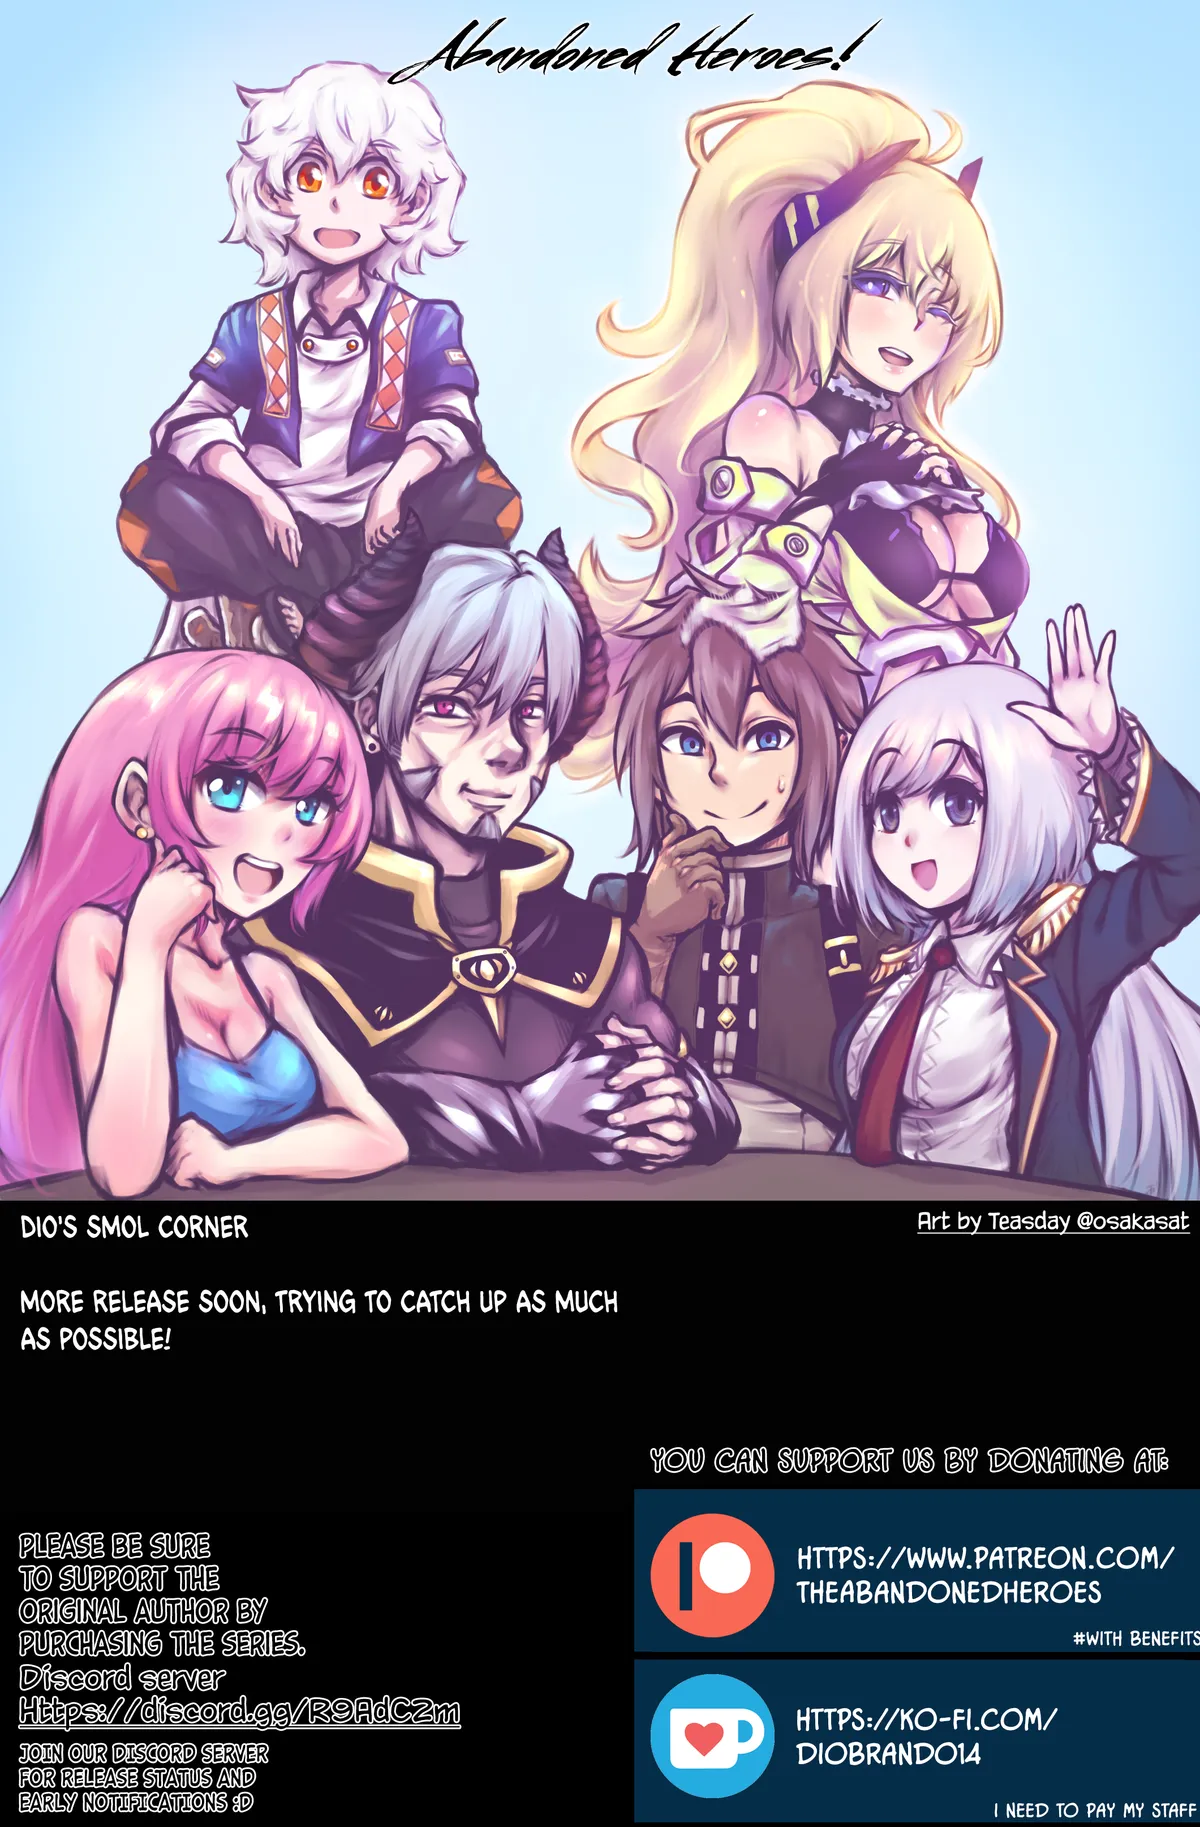 Abandoned Heroes!
DIO'S SMOL CORNER
Art by Teasday @osakasat
MORE RELEASE SOON, TRYING TO CATCH UP AS MUCH
AS POSSIBLE!
YOU CAN SUPPORT US BY DONATING AT:
HTTPS://WWW.PATREON.COM/
THEABANDONEDHEROES
#WITH BENEFITS
PLEASE BE SURE
TO SUPPORT THE
ORIGINAL AUTHOR BY
PURCHASING THE SERIES.
Discord server
Https://discord.gg/R9AdCZm
JOIN OUR DISCORD SERVER
FOR RELEASE STATUS AND
EARLY NOTIFICATIONS :D
HTTPS://KO-FI.COM/
DIOBRANDO14
I NEED TO PAY MY STAFF